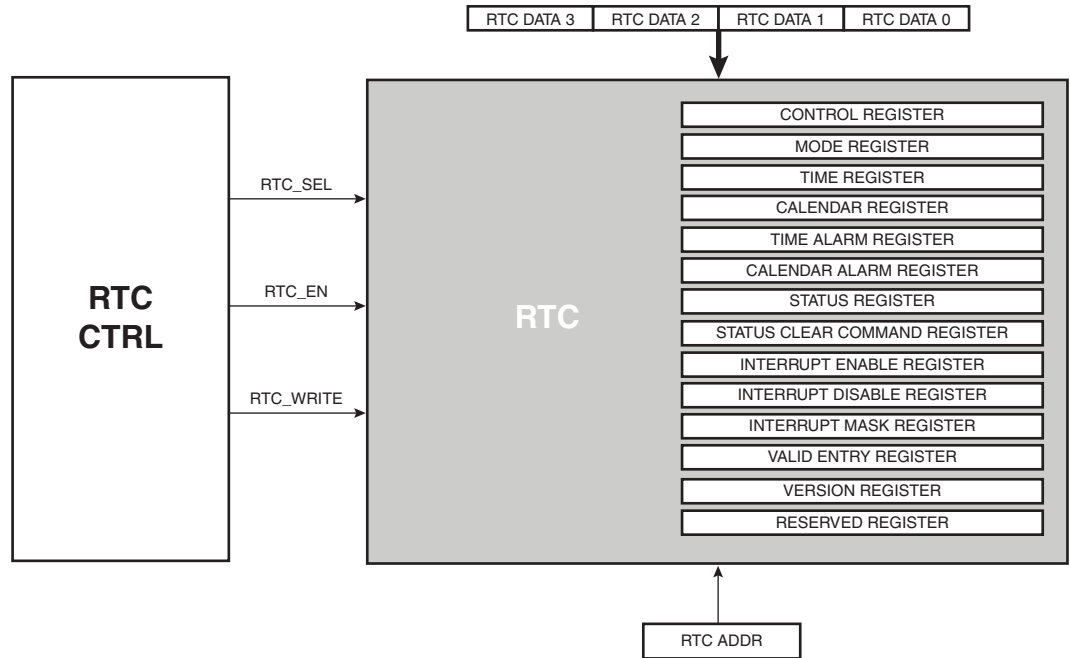 RTC DATA 3 RTC DATA 2 RTC DATA 1 RTC DATA 0
CONTROL REGISTER
MODE REGISTER
TIME REGISTER
RTC_SEL
CALENDAR REGISTER
TIME ALARM REGISTER
CALENDAR ALARM REGISTER
RTC
CTRL
RTC_EN
RTC
STATUS REGISTER
STATUS CLEAR COMMAND REGISTER
INTERRUPT ENABLE REGISTER
INTERRUPT DISABLE REGISTER
RTC_WRITE
INTERRUPT MASK REGISTER
VALID ENTRY REGISTER
VERSION REGISTER
RESERVED REGISTER
RTC ADDR